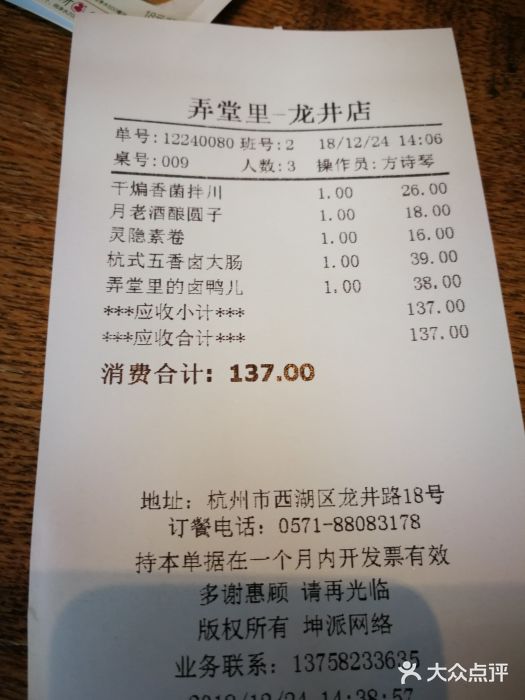 弄堂里-龙井店
单号:12240080 班号:2 18/12/24 14:06
桌号:009 人数:3 操作员:方诗琴
干煸香菌拌川 1.00 26.00
月老酒酿圆子 1.00 18.00
灵隐素卷 1.00 16.00
杭式五香卤大肠 1.00 39.00
弄堂里的卤鸭儿 1.00 38.00
***应收小计*** 137.00
***应收合计*** 137.00
消费合计: 137.00
地址: 杭州市西湖区龙井路18号
订餐电话: 0571-88083178
持本单据在一个月内开发票有效
多谢惠顾 请再光临
版权所有 坤派网络
业务联系: 13758233635
2018/12/24 14:38:57
大众点评